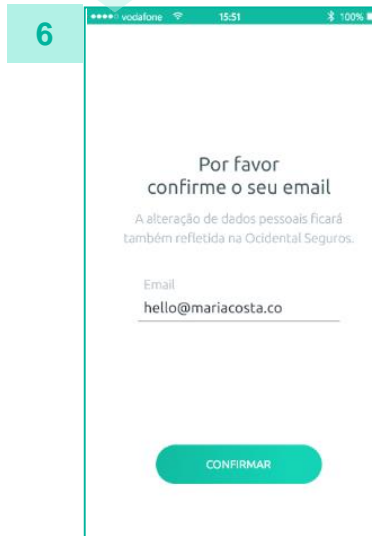 6
vodafone 15:51 100%
Por favor
confirme o seu email
A alteração de dados pessoais ficará
também refletida na Ocidental Seguros.
Email
hello@mariacosta.co
CONFIRMAR